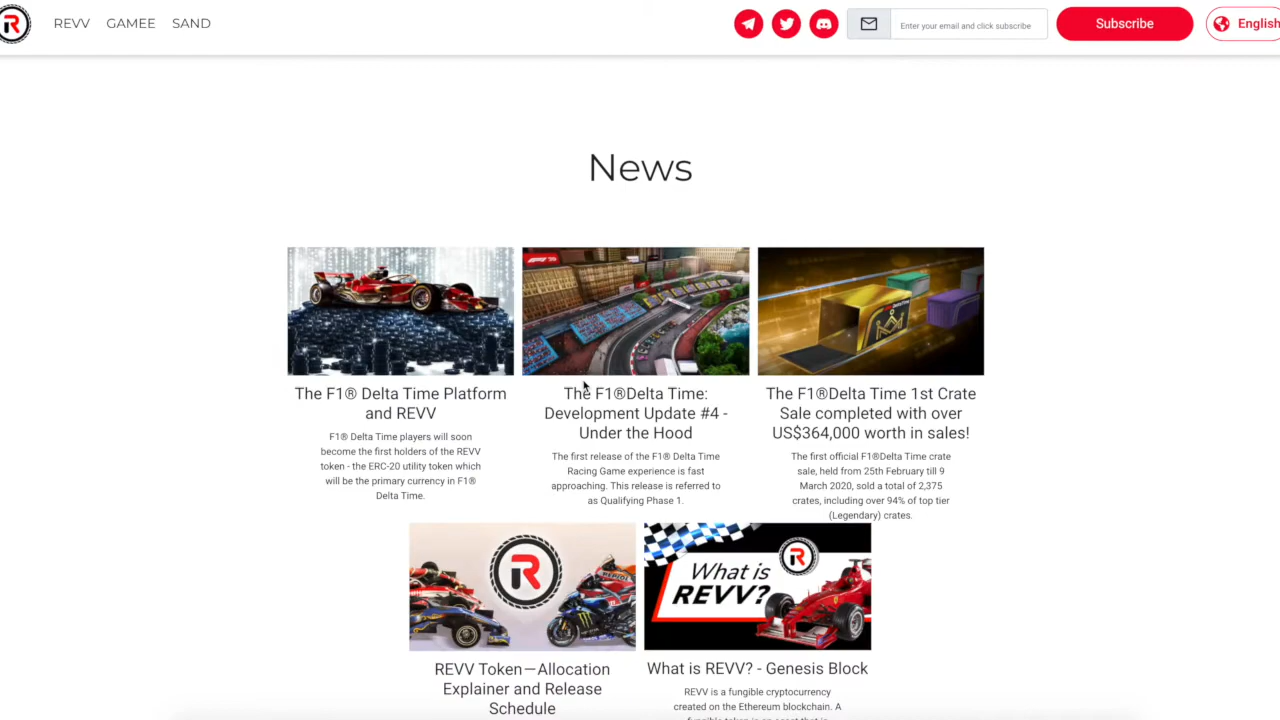 REVV GAMEE SAND
Enter your email and click subscribe
Subscribe
English
News
The F1® Delta Time Platform
and REVV
F1® Delta Time players will soon
become the first holders of the REVV
token - the ERC-20 utility token which
will be the primary currency in F1®
Delta Time.
The F1®Delta Time:
Development Update #4 -
Under the Hood
The first release of the F1® Delta Time
Racing Game experience is fast
approaching. This release is referred to
as Qualifying Phase 1.
The F1®Delta Time 1st Crate
Sale completed with over
US$364,000 worth in sales!
The first official F1®Delta Time crate
sale, held from 25th February till 9
March 2020, sold a total of 2,375
crates, including over 94% of top tier
(Legendary) crates.
REPSOL
REVV Token—Allocation
Explainer and Release
Schedule
What is
REVV?
What is REVV? - Genesis Block
REVV is a fungible cryptocurrency
created on the Ethereum blockchain. A